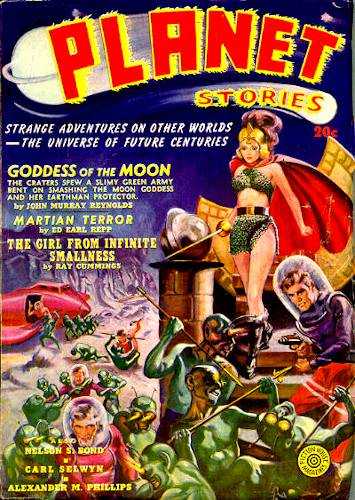 PLANET
STORIES
20c
STRANGE ADVENTURES ON OTHER WORLDS
—THE UNIVERSE OF FUTURE CENTURIES
GODDESS OF THE MOON
THE CRATERS SPEW A SLIMY GREEN ARMY
BENT ON SMASHING THE MOON GODDESS
AND HER EARTHMAN PROTECTOR.
by JOHN MURRAY REYNOLDS
MARTIAN TERROR
by ED EARL REPP
THE GIRL FROM INFINITE
SMALLNESS
by RAY CUMMINGS
ALSO
NELSON S. BOND
CARL SELWYN
ALEXANDER M. PHILLIPS
FICTION HOUSE
MAGAZINE